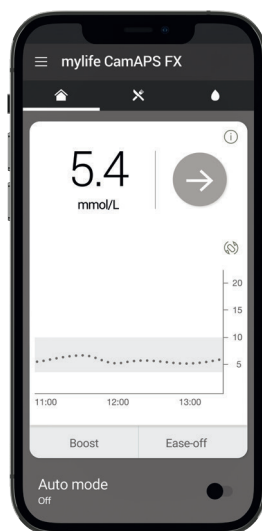 mylife CamAPS FX
5.4
mmol/L
20
15
10
5
11:00 12:00 13:00
Boost Ease-off
Auto mode
Off